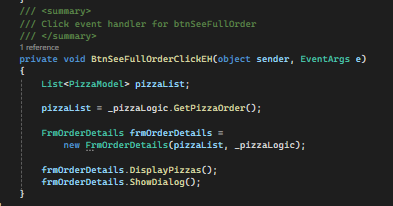 }
/// <summary>
/// Click event handler for btnSeeFullOrder
/// </summary>
1 reference
private void BtnSeeFullOrderClickEH(object sender, EventArgs e)
{
List<PizzaModel> pizzaList;
pizzaList = _pizzaLogic.GetPizzaOrder();
FrmOrderDetails frmOrderDetails =
new FrmOrderDetails(pizzaList, _pizzaLogic);
frmOrderDetails.DisplayPizzas();
frmOrderDetails.ShowDialog();
}